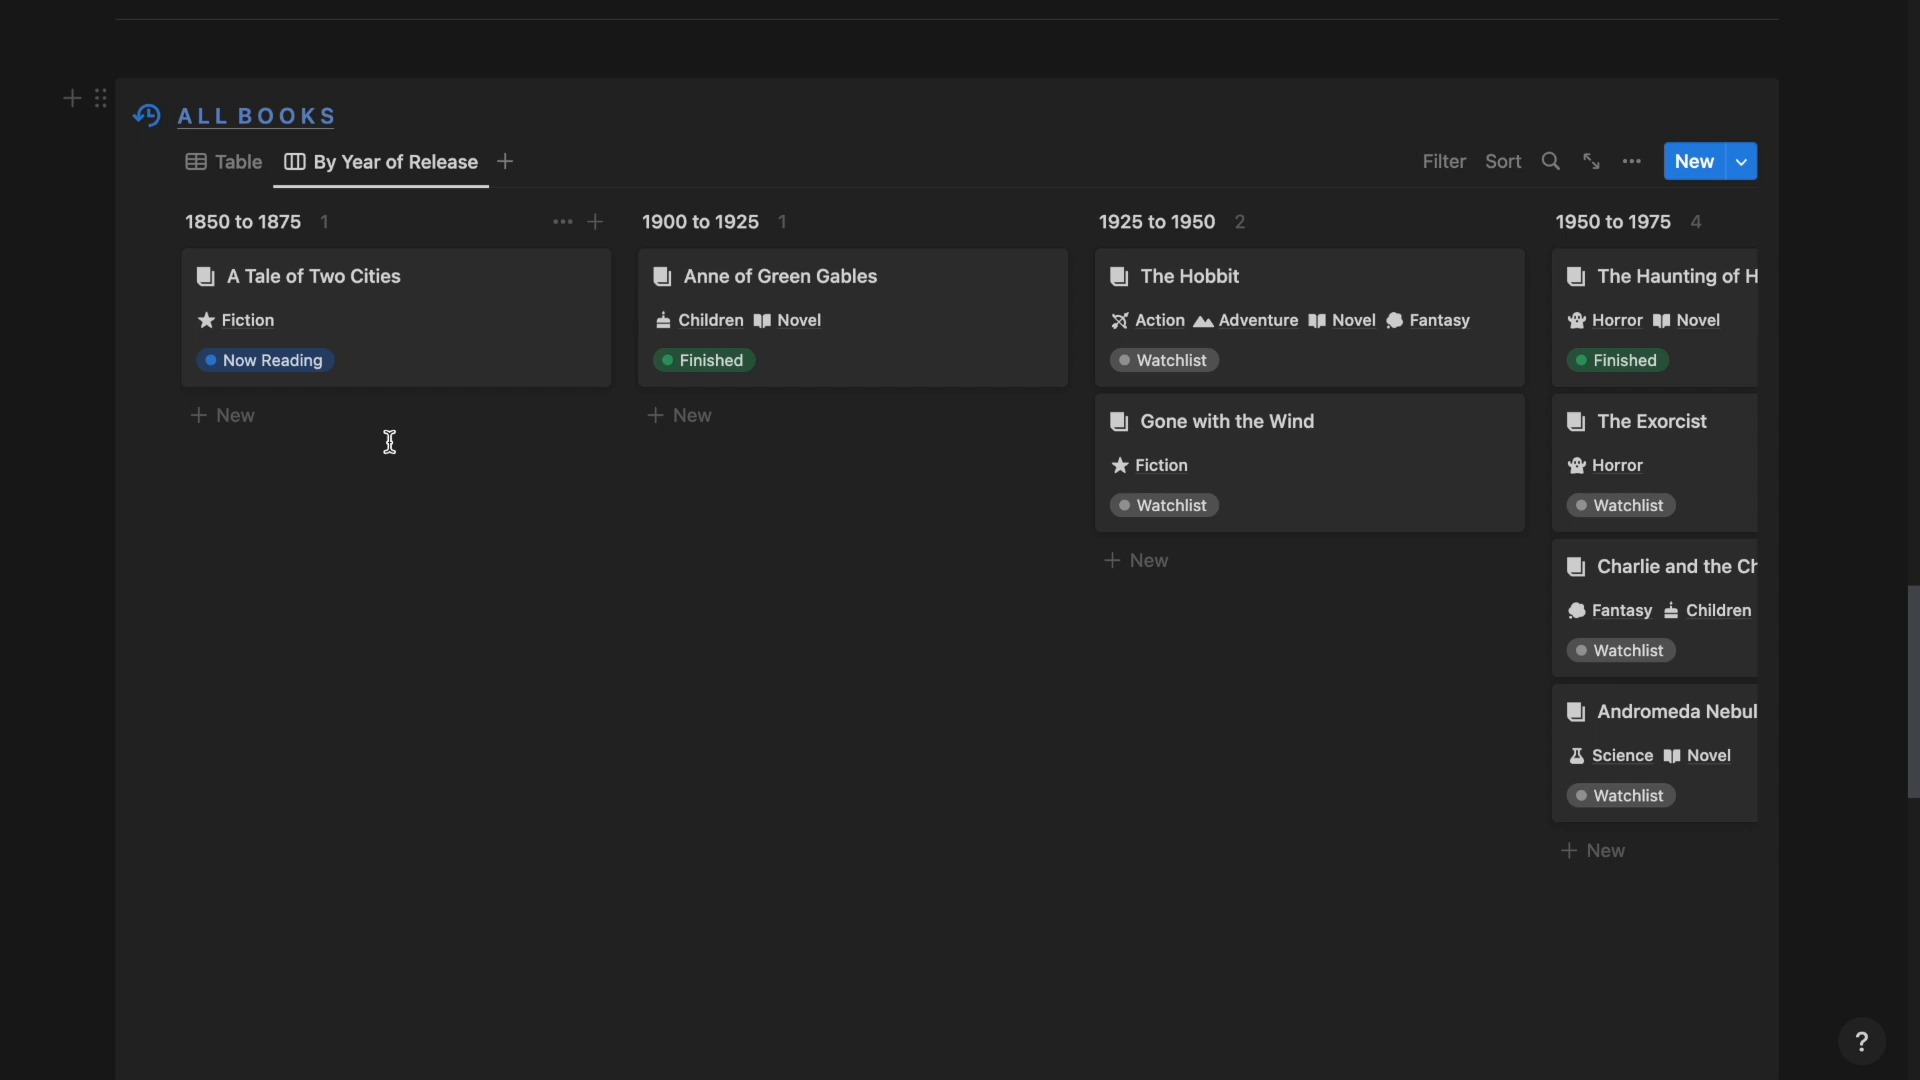 ALL BOOKS
Table By Year of Release
Filter Sort New
1850 to 1875 1
A Tale of Two Cities
Fiction
Now Reading
New
1900 to 1925 1
Anne of Green Gables
Children Novel
Finished
New
1925 to 1950 2
The Hobbit
Action Adventure Novel Fantasy
Watchlist
Gone with the Wind
Fiction
Watchlist
New
1950 to 1975 4
The Haunting of H
Horror Novel
Finished
The Exorcist
Horror
Watchlist
Charlie and the Ch
Fantasy Children
Watchlist
Andromeda Nebul
Science Novel
Watchlist
New
?